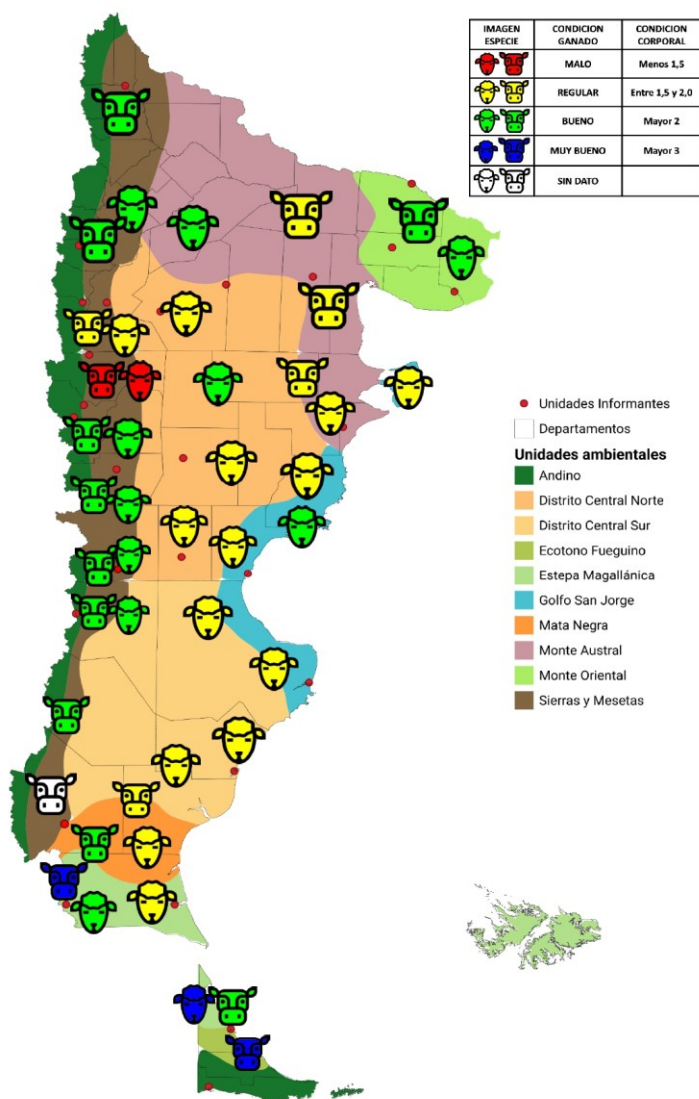 IMAGEN ESPECIE
CONDICION GANADO
CONDICION CORPORAL
MALO
Menos 1,5
REGULAR
Entre 1,5 y 2,0
BUENO
Mayor 2
MUY BUENO
Mayor 3
SIN DATO
Unidades Informantes
Departamentos
Unidades ambientales
Andino
Distrito Central Norte
Distrito Central Sur
Ecotono Fueguino
Estepa Magallánica
Golfo San Jorge
Mata Negra
Monte Austral
Monte Oriental
Sierras y Mesetas